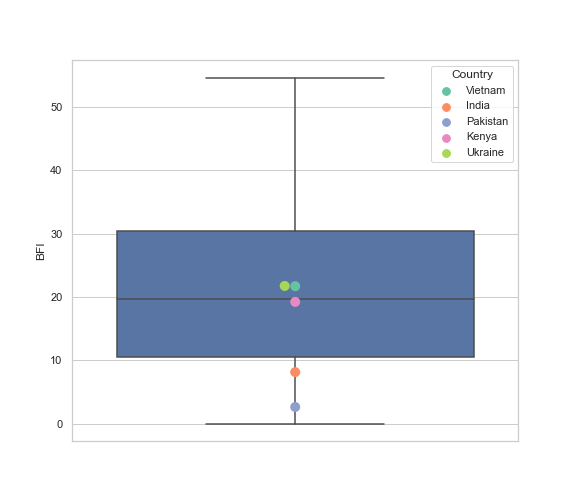 Country
Vietnam
India
Pakistan
Kenya
Ukraine
BFI
50
40
30
20
10
0